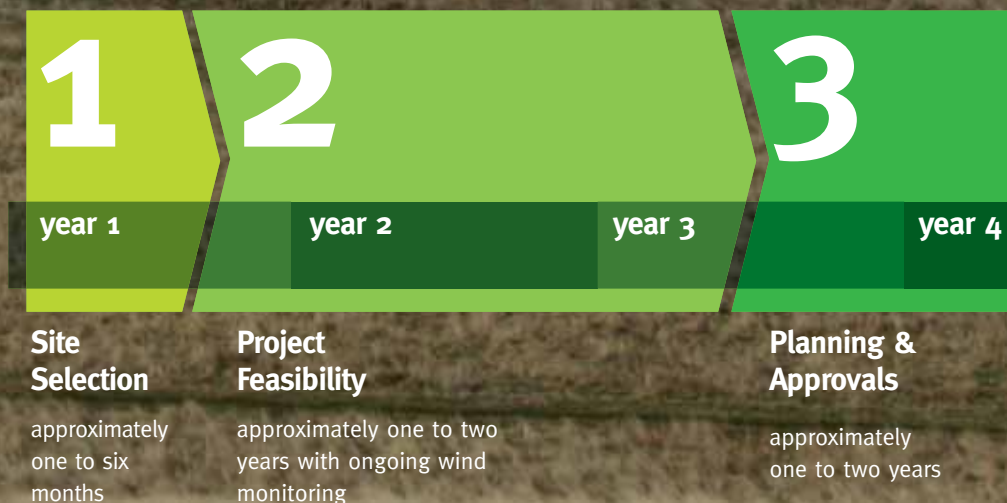 1
2
3
year 1
year 2
year 3
year 4
Site
Selection
approximately
one to six
months
Project
Feasibility
approximately one to two
years with ongoing wind
monitoring
Planning &
Approvals
approximately
one to two years